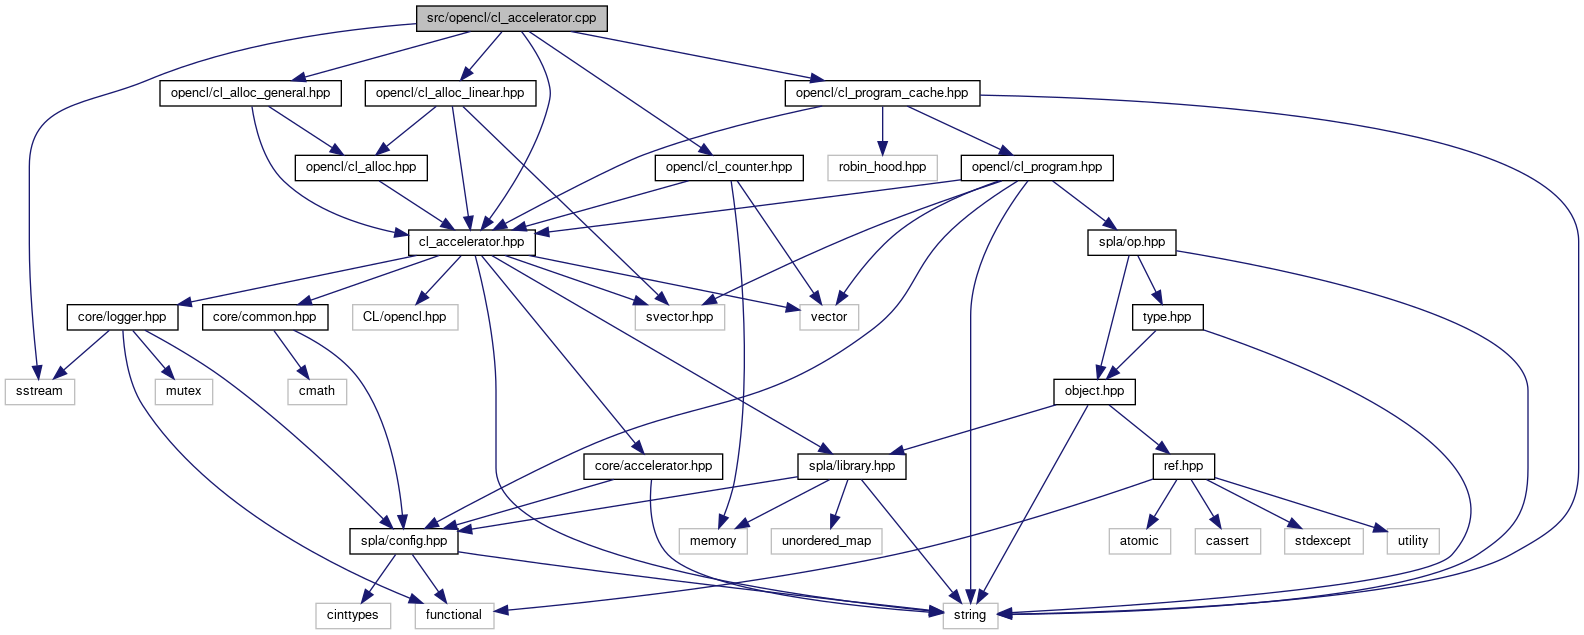 src/opencl/cl_accelerator.cpp
opencl/cl_alloc_general.hpp
opencl/cl_alloc_linear.hpp
opencl/cl_program_cache.hpp
opencl/cl_alloc.hpp
opencl/cl_counter.hpp
robin_hood.hpp
opencl/cl_program.hpp
cl_accelerator.hpp
spla/op.hpp
core/logger.hpp
core/common.hpp
CL/opencl.hpp
svector.hpp
vector
type.hpp
sstream
mutex
cmath
object.hpp
core/accelerator.hpp
spla/library.hpp
ref.hpp
spla/config.hpp
memory
unordered_map
atomic
cassert
stdexcept
utility
cinttypes
functional
string